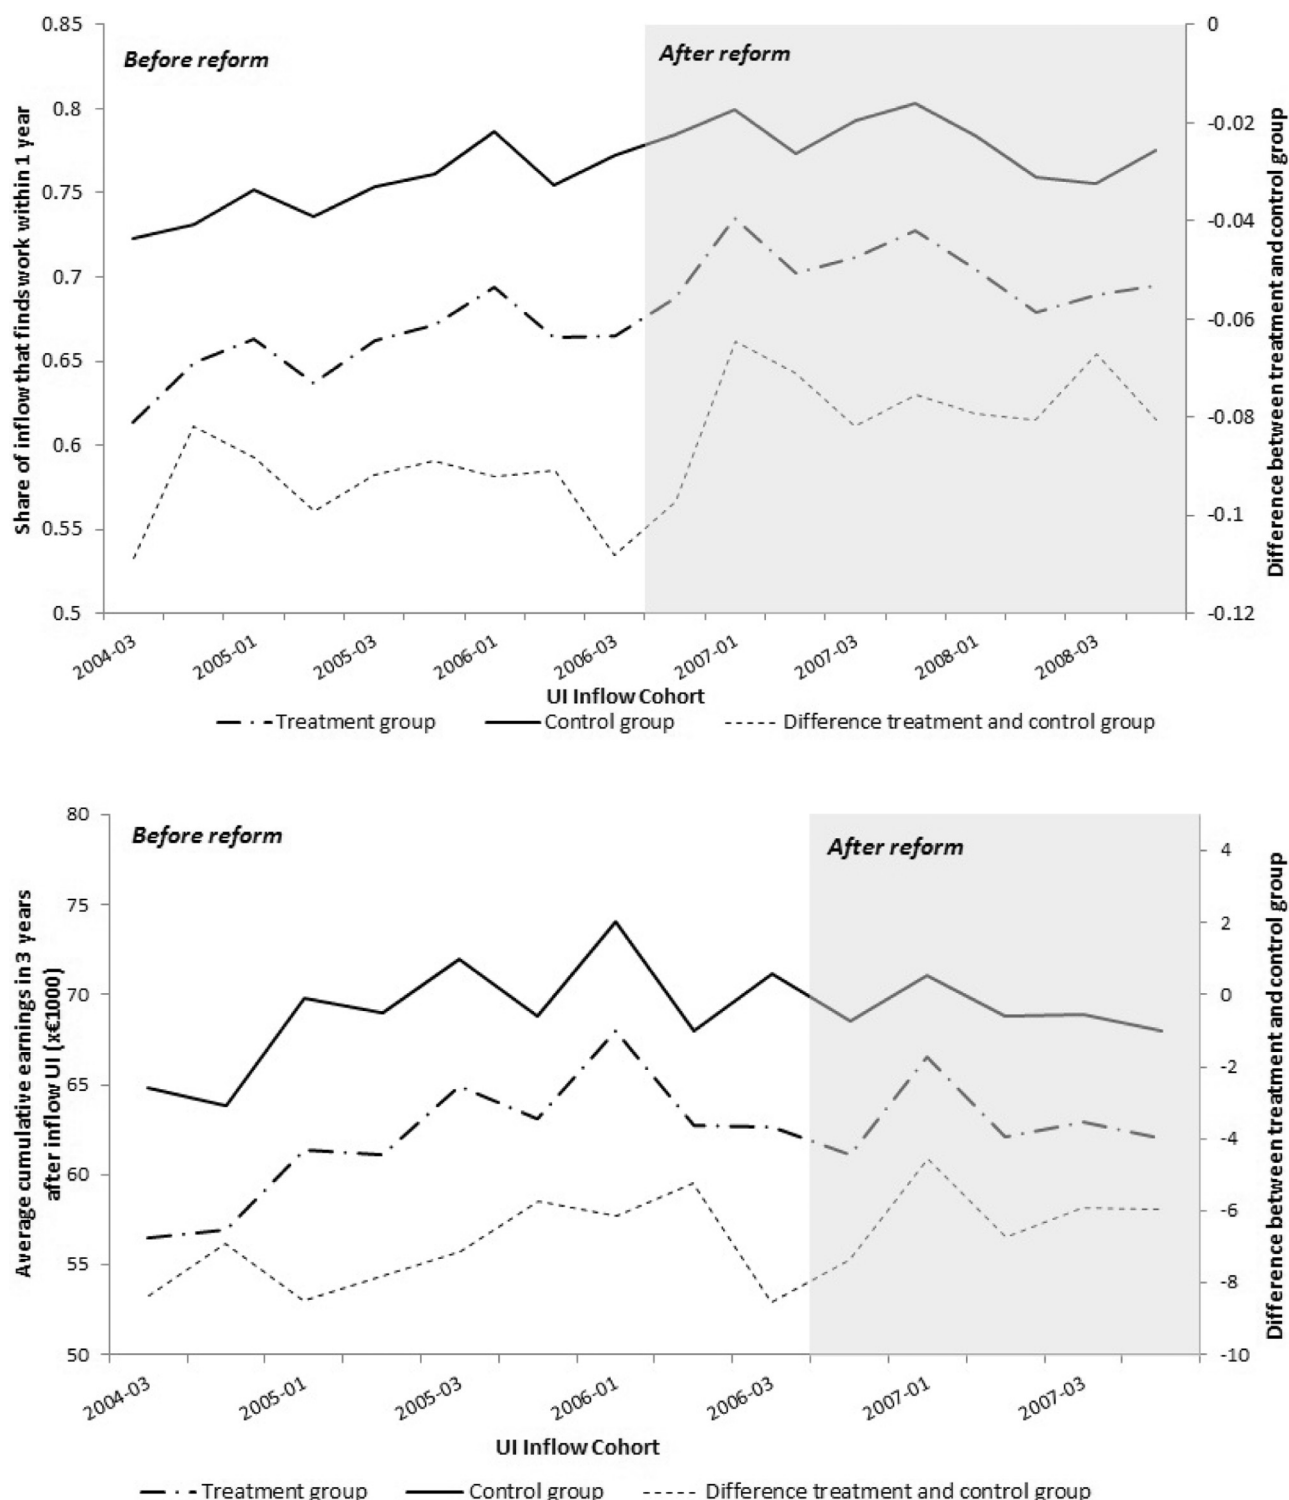 Share of inflow that finds work within 1 year
0.85
0.8
0.75
0.7
0.65
0.6
0.55
0.5
Before reform
After reform
0
-0.02
-0.04
-0.06
-0.08
-0.1
-0.12
Difference between treatment and control group
2004-03
2005-01
2005-03
2006-01
2006-03
2007-01
2007-03
2008-01
2008-03
UI Inflow Cohort
Treatment group
Control group
Difference treatment and control group
Average cumulative earnings in 3 years
after inflow UI (x€1000)
80
75
70
65
60
55
50
Before reform
After reform
4
2
0
-2
-4
-6
-8
-10
Difference between treatment and control group
2004-03
2005-01
2005-03
2006-01
2006-03
2007-01
2007-03
UI Inflow Cohort
Treatment group
Control group
Difference treatment and control group